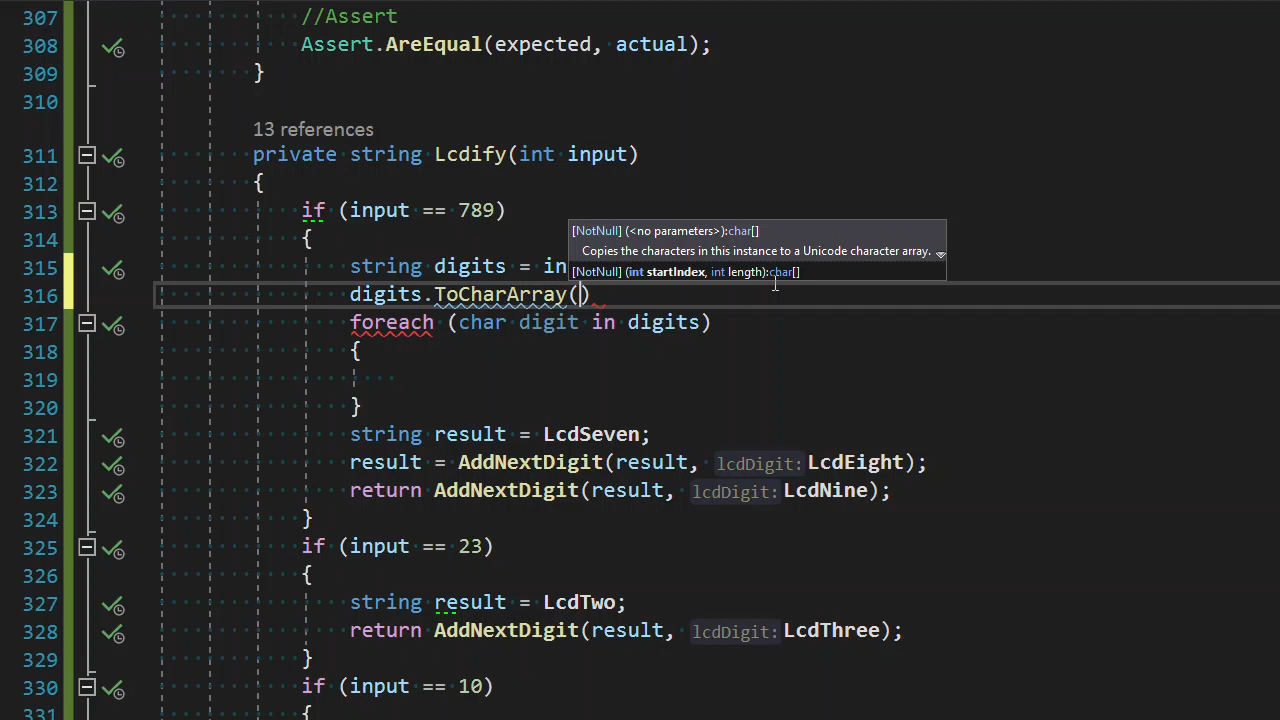 307 //Assert
308 Assert.AreEqual(expected, actual);
309 }
310
13 references
311 private string Lcdify(int input)
312 {
313 if (input == 789)
314 {
[NotNull] (<no parameters>):char[]
Copies the characters in this instance to a Unicode character array.
315 string digits = in
[NotNull] (int startIndex, int length):char[]
316 digits.ToCharArray()
317 foreach (char digit in digits)
318 {
319
320 }
321 string result = LcdSeven;
322 result = AddNextDigit(result, lcdDigit: LcdEight);
323 return AddNextDigit(result, lcdDigit: LcdNine);
324 }
325 if (input == 23)
326 {
327 string result = LcdTwo;
328 return AddNextDigit(result, lcdDigit: LcdThree);
329 }
330 if (input == 10)
331 {